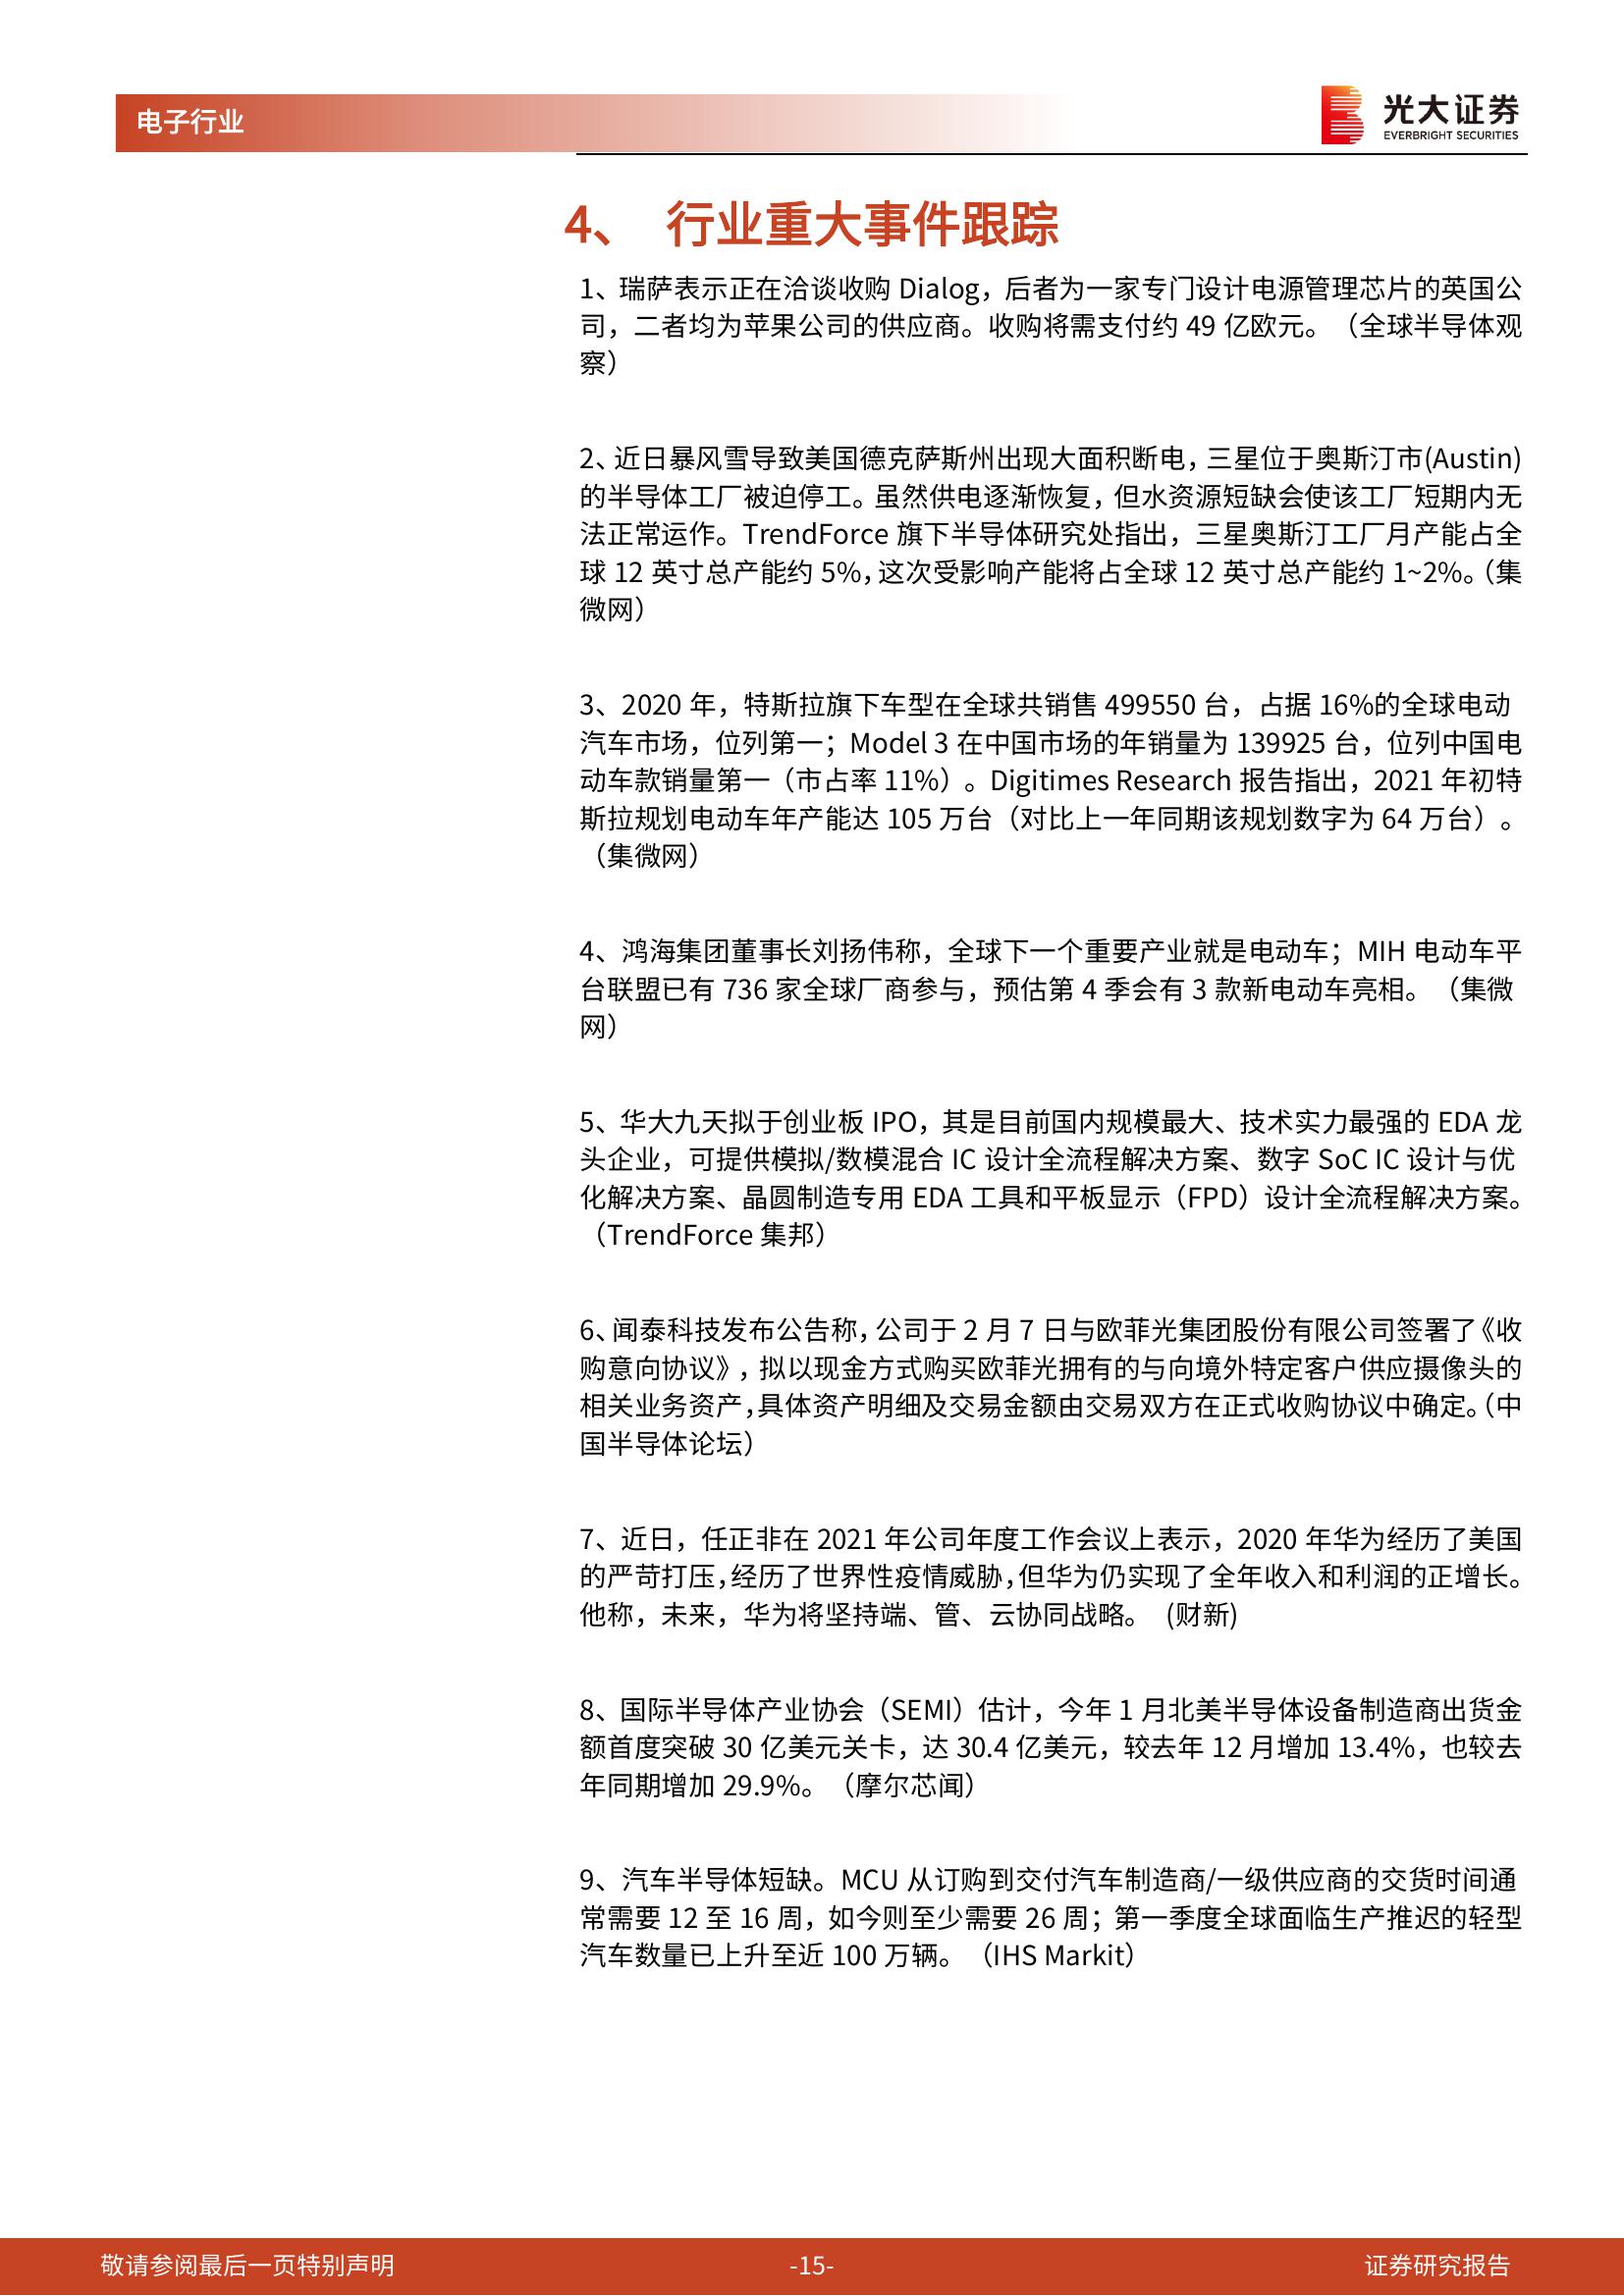 电子行业
光大证券
EVERBRIGHT SECURITIES
4、 行业重大事件跟踪
1、瑞萨表示正在洽谈收购 Dialog，后者为一家专门设计电源管理芯片的英国公
司，二者均为苹果公司的供应商。收购将需支付约 49 亿欧元。（全球半导体观
察）
2、近日暴风雪导致美国德克萨斯州出现大面积断电，三星位于奥斯汀市(Austin)
的半导体工厂被迫停工。虽然供电逐渐恢复，但水资源短缺会使该工厂短期内无
法正常运作。TrendForce 旗下半导体研究处指出，三星奥斯汀工厂月产能占全
球 12 英寸总产能约 5%，这次受影响产能将占全球 12 英寸总产能约 1~2%。（集
微网）
3、2020 年，特斯拉旗下车型在全球共销售 499550 台，占据 16%的全球电动
汽车市场，位列第一；Model 3 在中国市场的年销量为 139925 台，位列中国电
动车款销量第一（市占率 11%）。Digitimes Research 报告指出，2021 年初特
斯拉规划电动车年产能达 105 万台（对比上一年同期该规划数字为 64 万台）。
（集微网）
4、鸿海集团董事长刘扬伟称，全球下一个重要产业就是电动车；MIH 电动车平
台联盟已有 736 家全球厂商参与，预估第 4 季会有 3 款新电动车亮相。（集微
网）
5、华大九天拟于创业板 IPO，其是目前国内规模最大、技术实力最强的 EDA 龙
头企业，可提供模拟/数模混合 IC 设计全流程解决方案、数字 SoC IC 设计与优
化解决方案、晶圆制造专用 EDA 工具和平板显示（FPD）设计全流程解决方案。
（TrendForce 集邦）
6、闻泰科技发布公告称，公司于 2 月 7 日与欧菲光集团股份有限公司签署了《收
购意向协议》，拟以现金方式购买欧菲光拥有的与向境外特定客户供应摄像头的
相关业务资产，具体资产明细及交易金额由交易双方在正式收购协议中确定。（中
国半导体论坛）
7、近日，任正非在 2021 年公司年度工作会议上表示，2020 年华为经历了美国
的严苛打压，经历了世界性疫情威胁，但华为仍实现了全年收入和利润的正增长。
他称，未来，华为将坚持端、管、云协同战略。 (财新)
8、国际半导体产业协会（SEMI）估计，今年 1 月北美半导体设备制造商出货金
额首度突破 30 亿美元关卡，达 30.4 亿美元，较去年 12 月增加 13.4%，也较去
年同期增加 29.9%。（摩尔芯闻）
9、汽车半导体短缺。MCU 从订购到交付汽车制造商/一级供应商的交货时间通
常需要 12 至 16 周，如今则至少需要 26 周；第一季度全球面临生产推迟的轻型
汽车数量已上升至近 100 万辆。（IHS Markit）
敬请参阅最后一页特别声明
-15-
证券研究报告